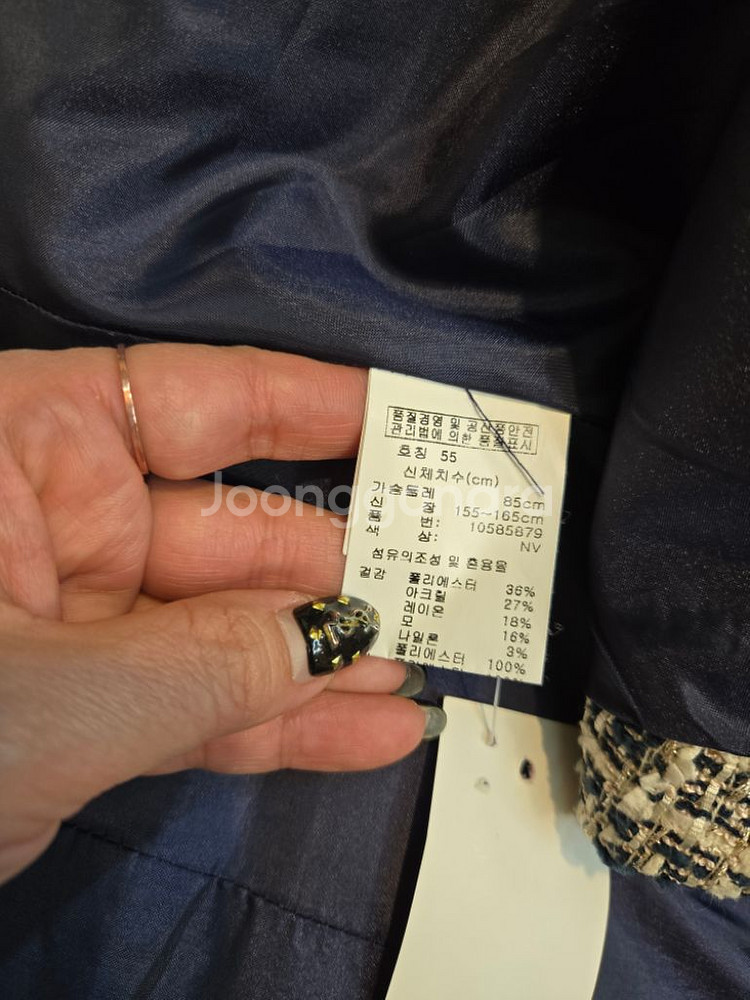 품질경영 및 공산품안전
관리법에 의한 품질표시
호칭 55
신체치수(cm)
가슴둘레 85cm
신 장 155~165cm
품 번: 10585879
색 상: NV
섬유의조성 및 혼용율
겉감 폴리에스터 36%
아크릴 27%
레이온 18%
모 16%
나일론 3%
폴리에스터 100%
Joonggonara